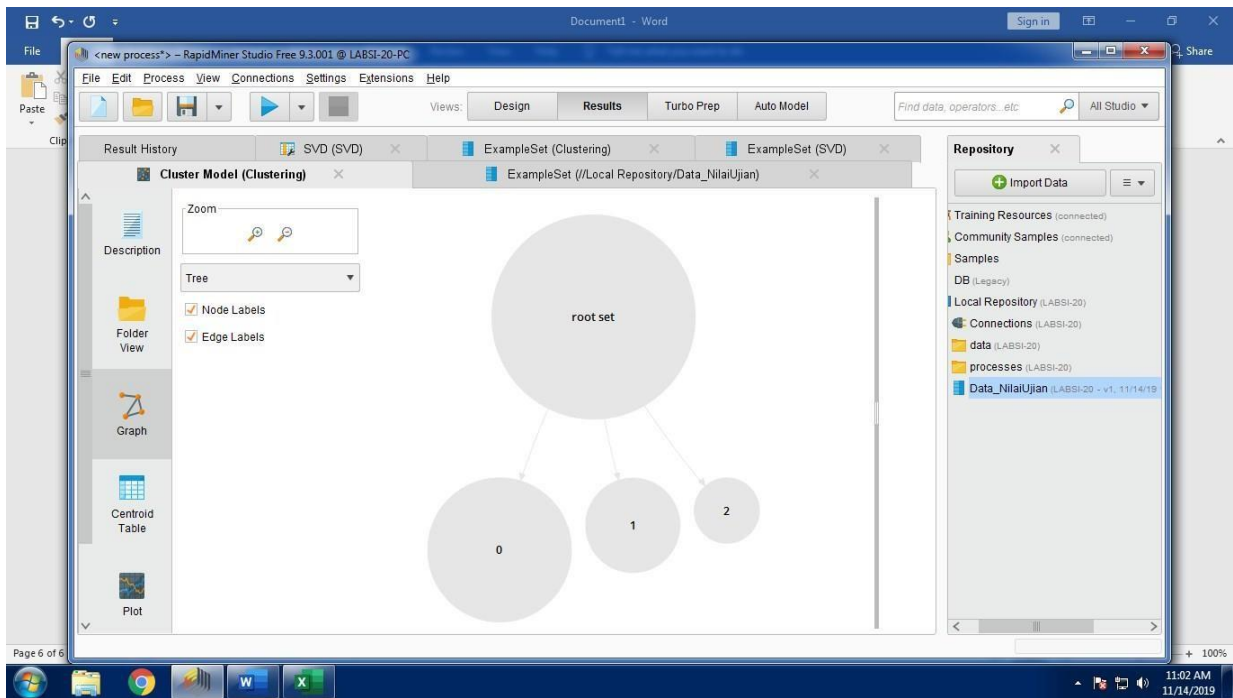 Document1 - Word
Sign in
File
Share
<new process*> – RapidMiner Studio Free 9.3.001 @ LABSI-20-PC
Paste
Clip
File Edit Process View Connections Settings Extensions Help
Views: Design Results Turbo Prep Auto Model
Find data, operators...etc
All Studio
Result History
SVD (SVD)
ExampleSet (Clustering)
ExampleSet (SVD)
Cluster Model (Clustering)
ExampleSet (//Local Repository/Data_NilaiUjian)
Description
Folder
View
Graph
Centroid
Table
Plot
Zoom
Tree
Node Labels
Edge Labels
root set
0
1
2
Repository
Import Data
Training Resources (connected)
Community Samples (connected)
Samples
DB (Legacy)
Local Repository (LABSI-20)
Connections (LABSI-20)
data (LABSI-20)
processes (LABSI-20)
Data_NilaiUjian (LABSI-20 - v1, 11/14/19
Page 6 of 6
100%
11:02 AM
11/14/2019